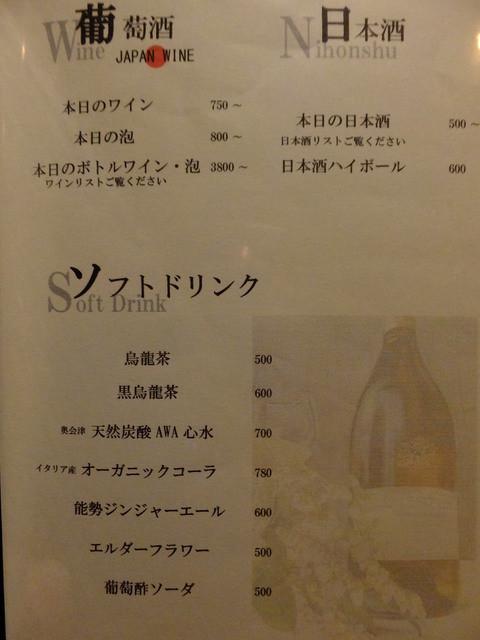 葡萄酒
Wine
JAPAN WINE
本日のワイン 750～
本日の泡 800～
本日のボトルワイン・泡 3800～
ワインリストご覧ください
日本酒
Nihonshu
本日の日本酒 500～
日本酒リストご覧ください
日本酒ハイボール 600
ソフトドリンク
Soft Drink
烏龍茶 500
黒烏龍茶 600
奥会津 天然炭酸 AWA 心水 700
イタリア産 オーガニックコーラ 780
能勢ジンジャーエール 600
エルダーフラワー 500
葡萄酢ソーダ 500